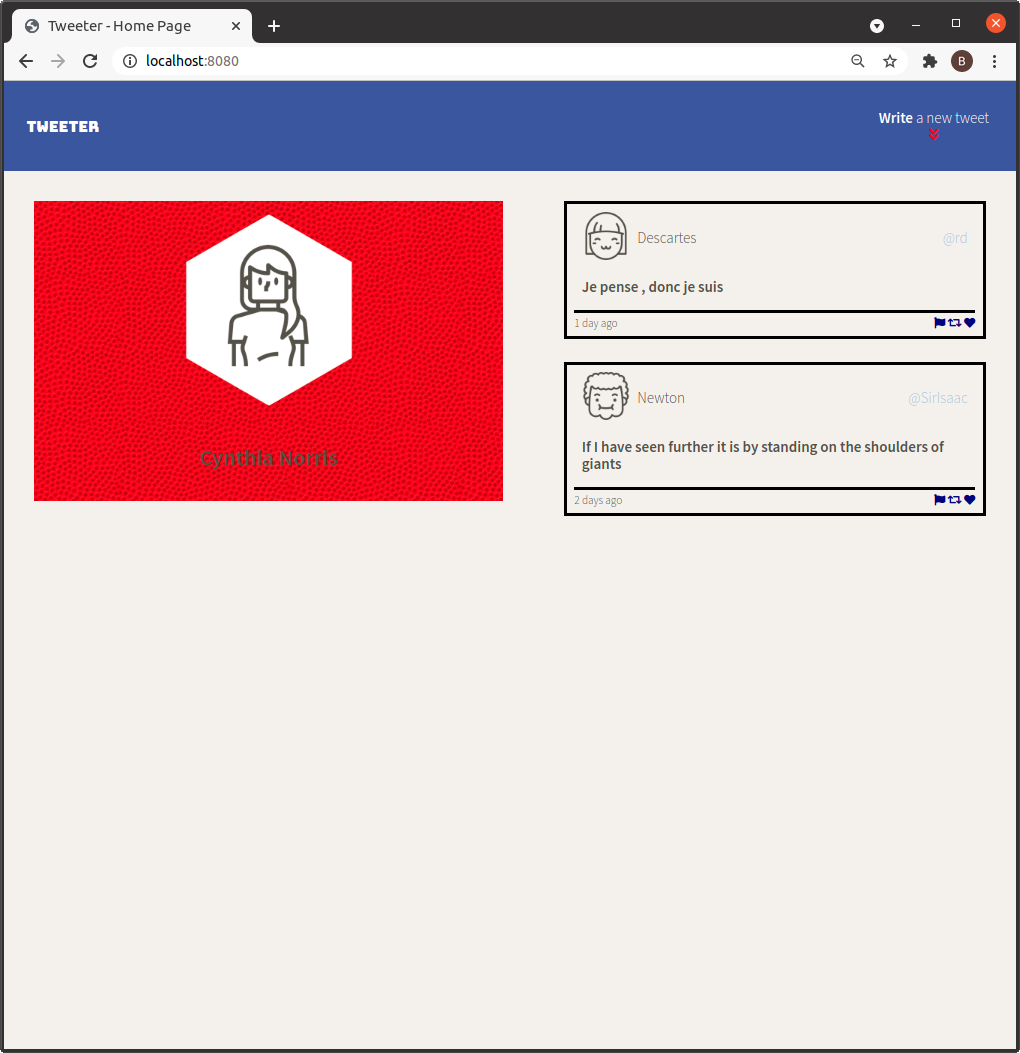 Tweeter - Home Page
localhost:8080
B
TWEETER
Write a new tweet
Cynthia Norris
Descartes
@rd
Je pense , donc je suis
1 day ago
Newton
@SirIsaac
If I have seen further it is by standing on the shoulders of
giants
2 days ago